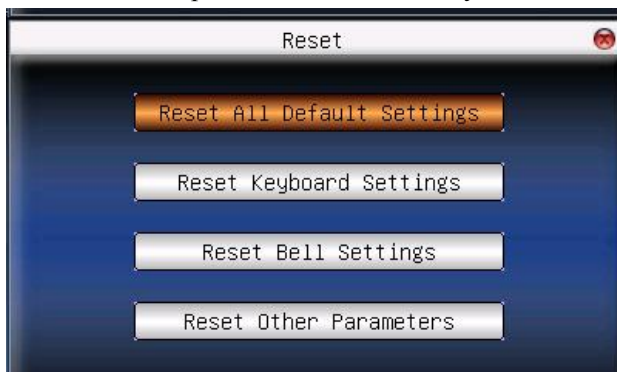 Reset
Reset All Default Settings
Reset Keyboard Settings
Reset Bell Settings
Reset Other Parameters